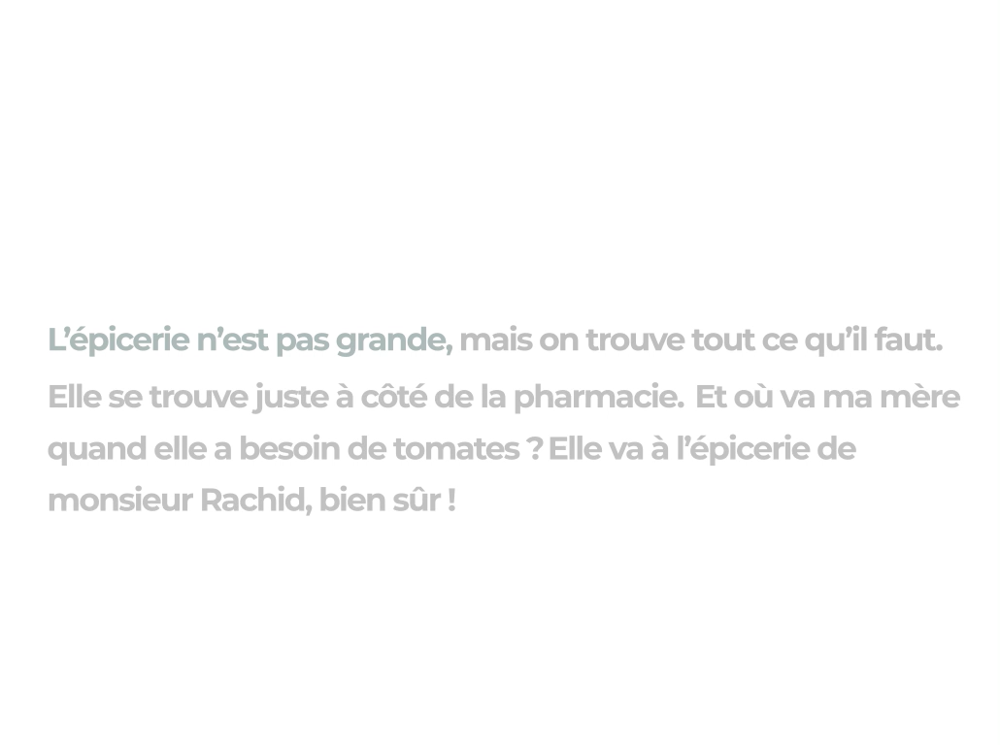 L’épicerie n’est pas grande, mais on trouve tout ce qu’il faut.
Elle se trouve juste à côté de la pharmacie. Et où va ma mère
quand elle a besoin de tomates ? Elle va à l’épicerie de
monsieur Rachid, bien sûr !